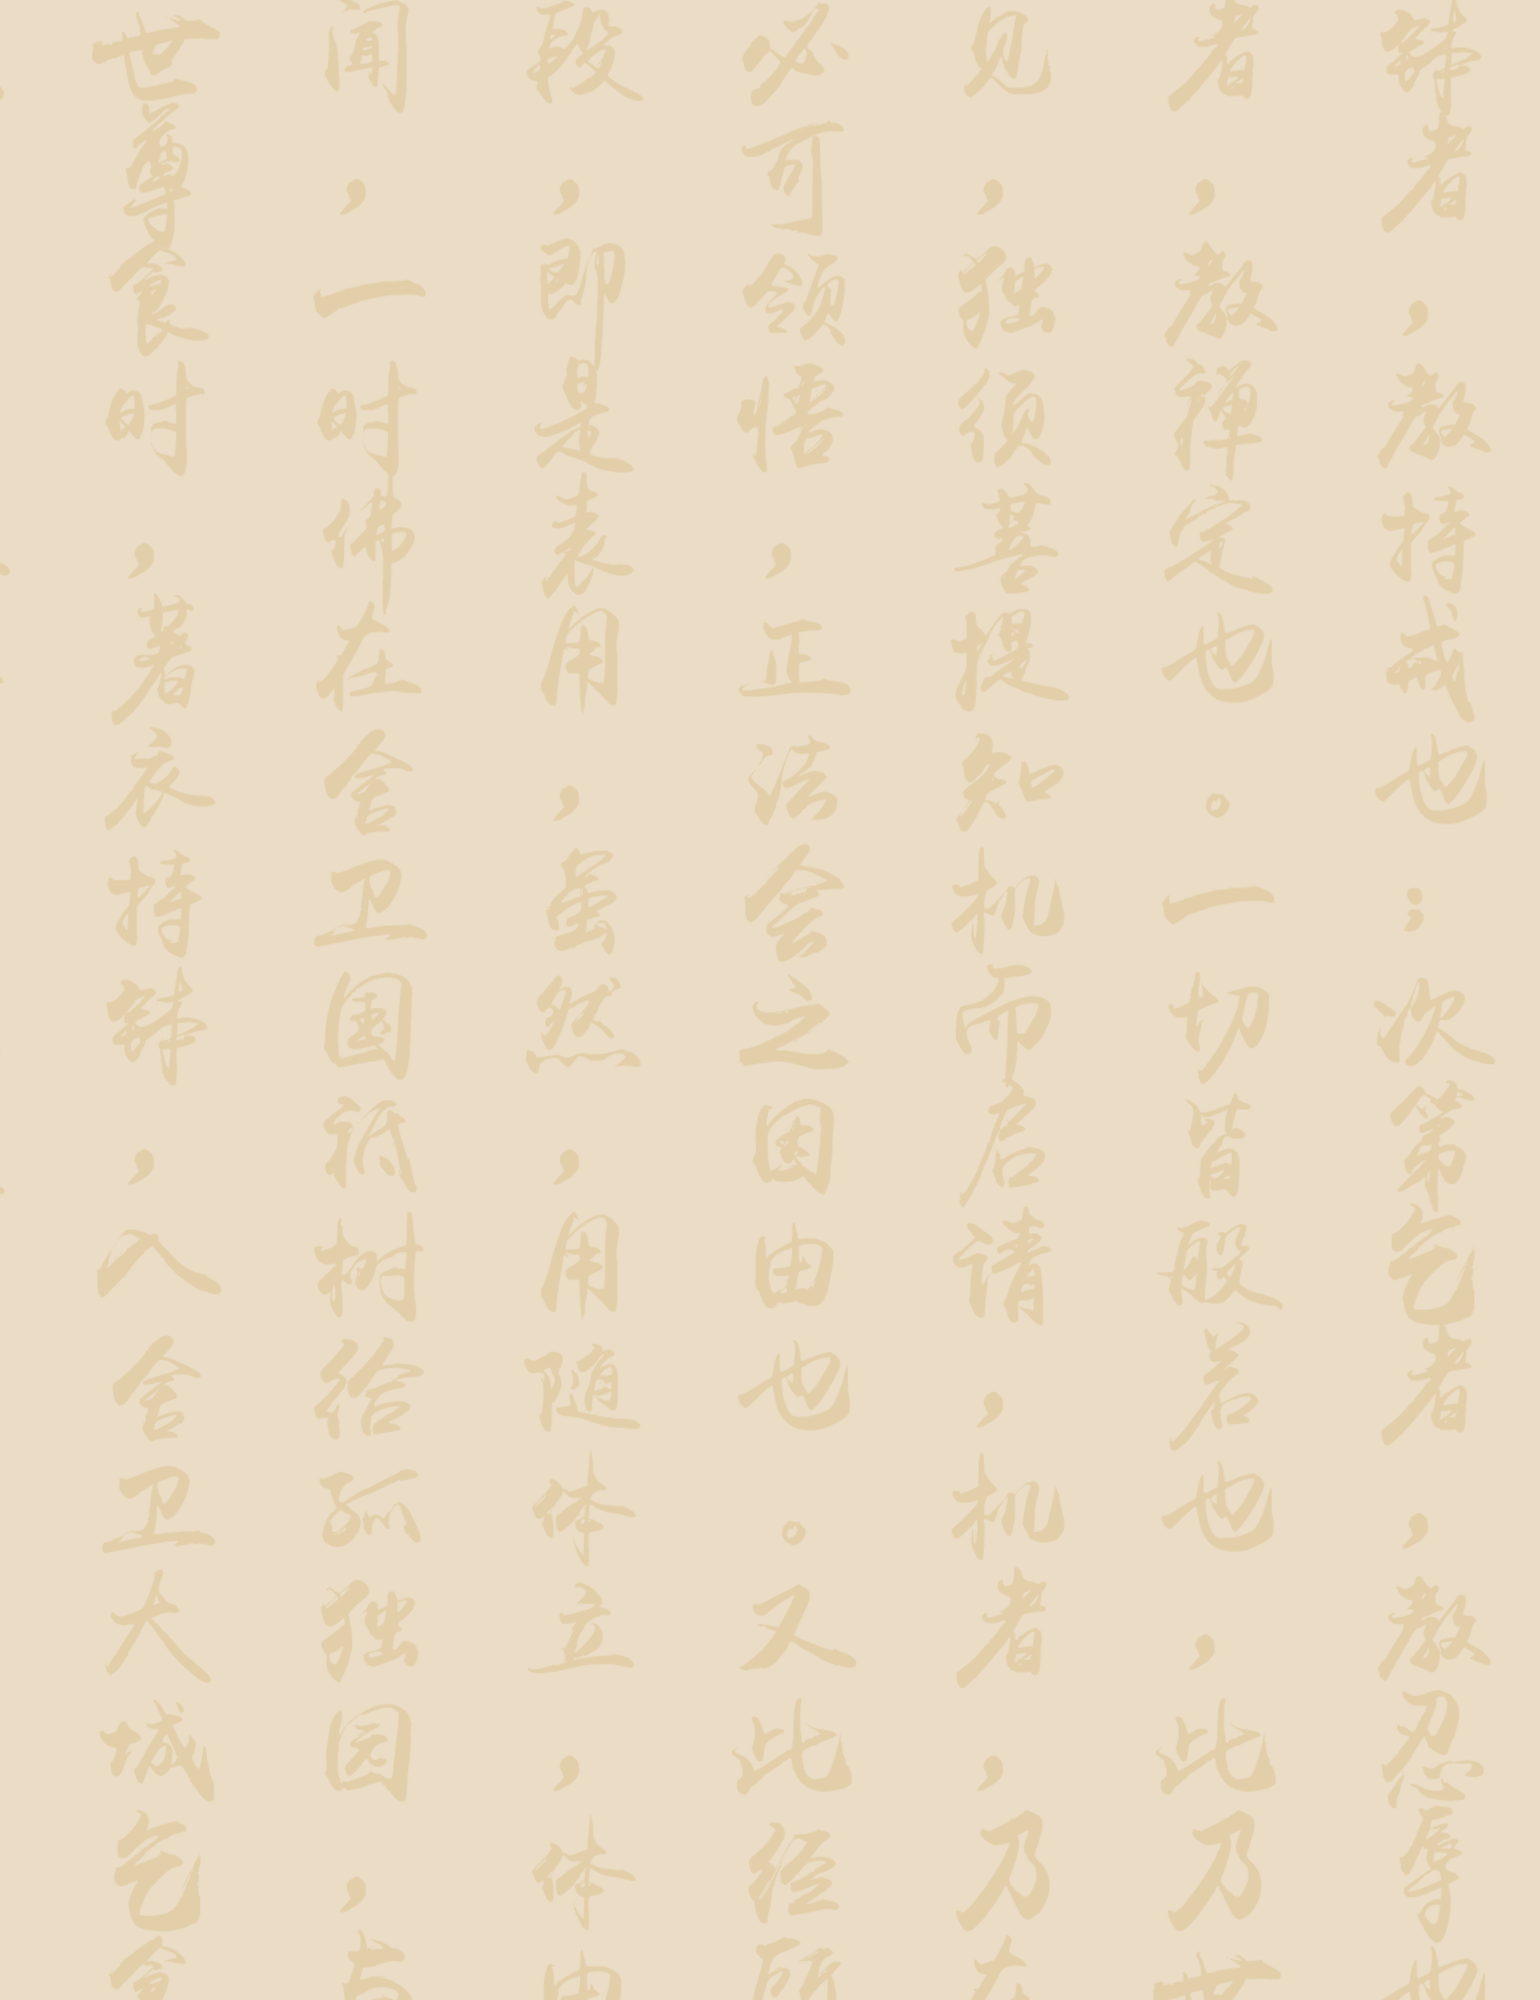 钵者，教持戒也；次第乞者，教忍辱也
者，教禅定也。一切皆般若也，此乃世
见，独须菩提知机而启请，机者，乃在
必可领悟，正法会之因由也。又此经所
段，即是表用，虽然，用随体立，体由
闻，一时佛在舍卫国祇树给孤独园，与
世尊食时，著衣持钵，入舍卫大城乞食